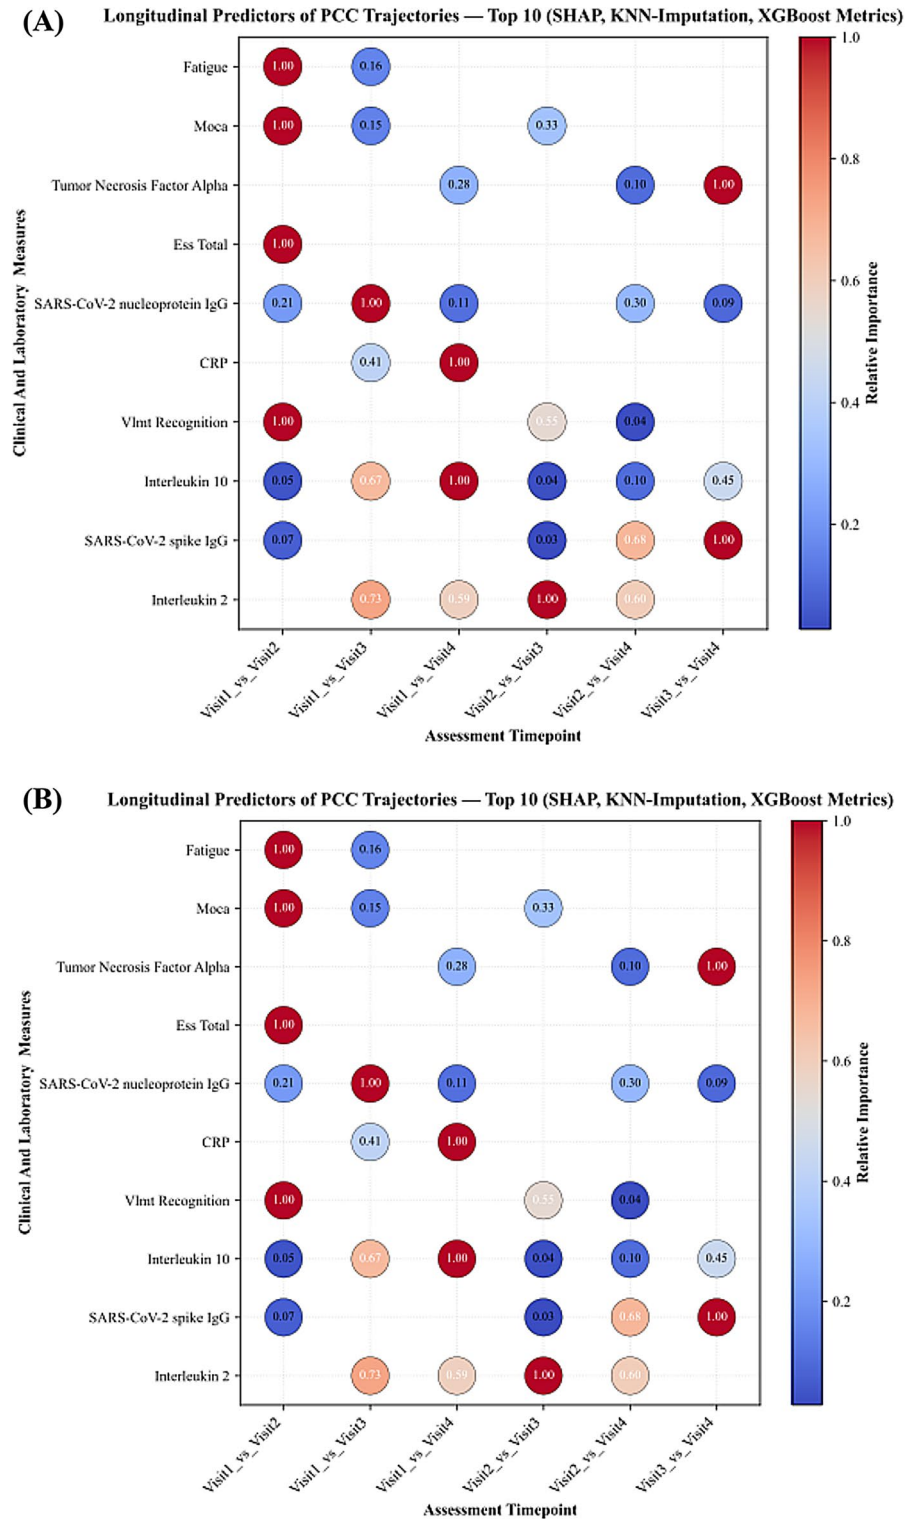 (A)
Longitudinal Predictors of PCC Trajectories — Top 10 (SHAP, KNN-Imputation, XGBoost Metrics)
Clinical And Laboratory Measures
Fatigue 1.00 0.16
Moca 1.00 0.15 0.33
Tumor Necrosis Factor Alpha 0.28 0.10 1.00
Ess Total 1.00
SARS-CoV-2 nucleoprotein IgG 0.21 1.00 0.11 0.30 0.09
CRP 0.41 1.00
Vlmt Recognition 1.00 0.55 0.04
Interleukin 10 0.05 0.67 1.00 0.04 0.10 0.45
SARS-CoV-2 spike IgG 0.07 0.03 0.68 1.00
Interleukin 2 0.73 0.59 1.00 0.60
Visit1_vs_Visit2 Visit1_vs_Visit3 Visit1_vs_Visit4 Visit2_vs_Visit3 Visit2_vs_Visit4 Visit3_vs_Visit4
Assessment Timepoint
1.0
0.8
0.6
0.4
0.2
Relative Importance
(B)
Longitudinal Predictors of PCC Trajectories — Top 10 (SHAP, KNN-Imputation, XGBoost Metrics)
Clinical And Laboratory Measures
Fatigue 1.00 0.16
Moca 1.00 0.15 0.33
Tumor Necrosis Factor Alpha 0.28 0.10 1.00
Ess Total 1.00
SARS-CoV-2 nucleoprotein IgG 0.21 1.00 0.11 0.30 0.09
CRP 0.41 1.00
Vlmt Recognition 1.00 0.55 0.04
Interleukin 10 0.05 0.67 1.00 0.04 0.10 0.45
SARS-CoV-2 spike IgG 0.07 0.03 0.68 1.00
Interleukin 2 0.73 0.59 1.00 0.60
Visit1_vs_Visit2 Visit1_vs_Visit3 Visit1_vs_Visit4 Visit2_vs_Visit3 Visit2_vs_Visit4 Visit3_vs_Visit4
Assessment Timepoint
1.0
0.8
0.6
0.4
0.2
Relative Importance